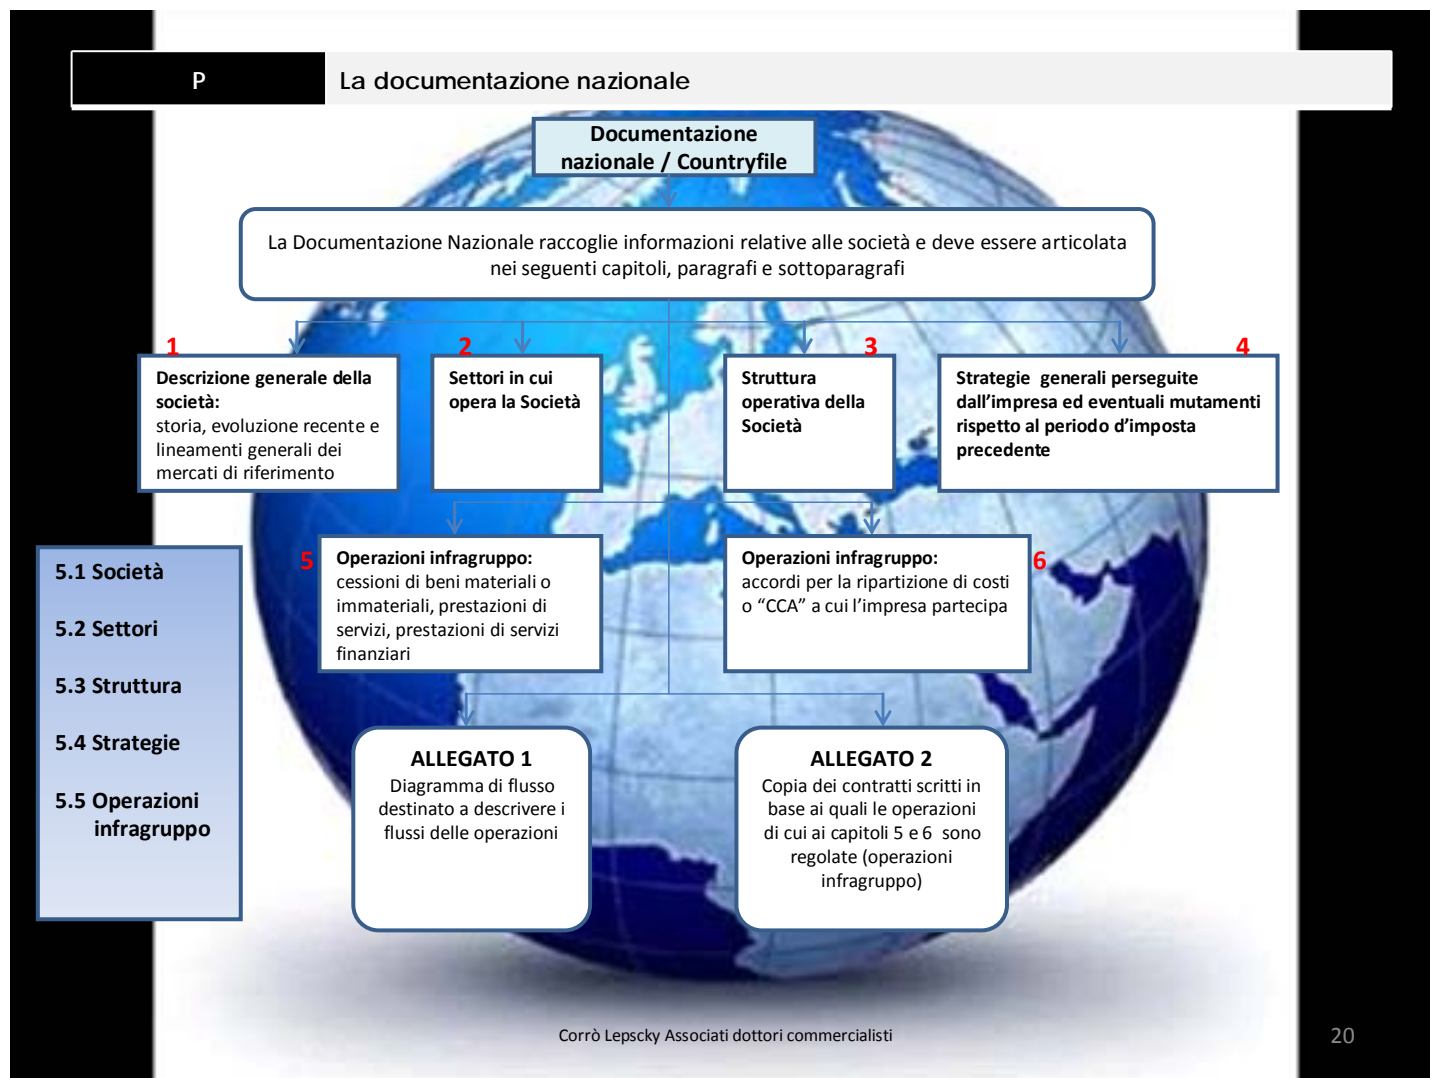 P
La documentazione nazionale
Documentazione
nazionale / Countryfile
La Documentazione Nazionale raccoglie informazioni relative alle società e deve essere articolata
nei seguenti capitoli, paragrafi e sottoparagrafi
1
Descrizione generale della
società:
storia, evoluzione recente e
lineamenti generali dei
mercati di riferimento
2
Settori in cui
opera la Società
3
Struttura
operativa della
Società
4
Strategie  generali perseguite
dall’impresa ed eventuali mutamenti
rispetto al periodo d’imposta
precedente
5
Operazioni infragruppo:
cessioni di beni materiali o
immateriali, prestazioni di
servizi, prestazioni di servizi
finanziari
6
Operazioni infragruppo:
accordi per la ripartizione di costi
o “CCA” a cui l’impresa partecipa
5.1 Società
5.2 Settori
5.3 Struttura
5.4 Strategie
5.5 Operazioni
infragruppo
ALLEGATO 1
Diagramma di flusso
destinato a descrivere i
flussi delle operazioni
ALLEGATO 2
Copia dei contratti scritti in
base ai quali le operazioni
di cui ai capitoli 5 e 6  sono
regolate (operazioni
infragruppo)
Corrò Lepscky Associati dottori commercialisti
20